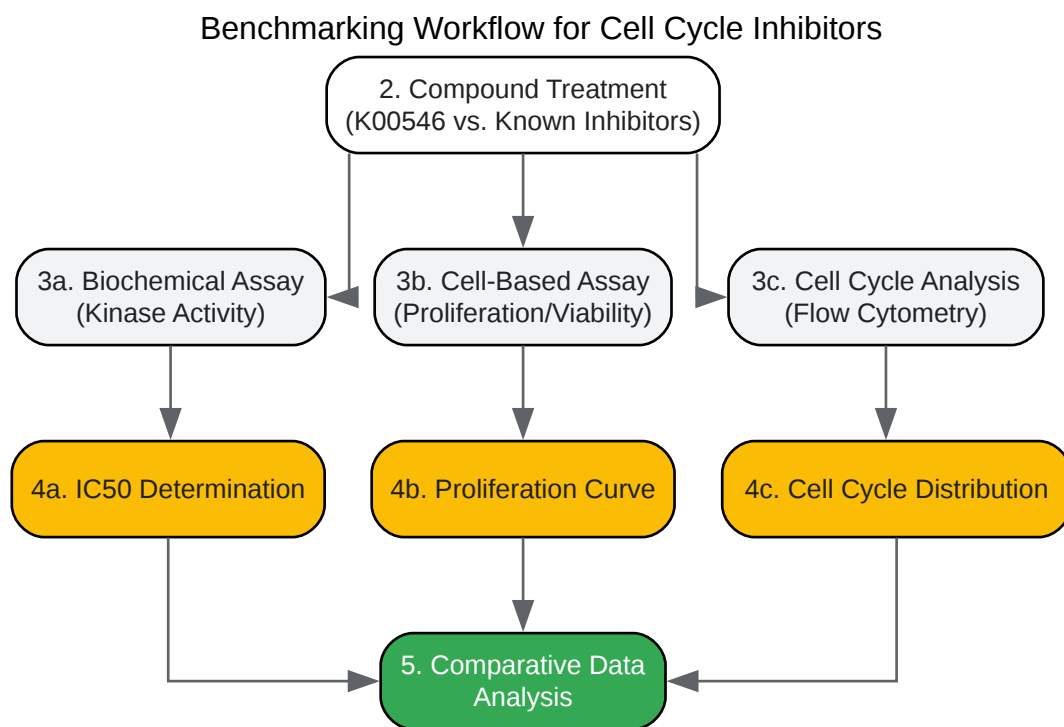 Benchmarking Workflow for Cell Cycle Inhibitors
2. Compound Treatment
(K00546 vs. Known Inhibitors)
3a. Biochemical Assay
(Kinase Activity)
3b. Cell-Based Assay
(Proliferation/Viability)
3c. Cell Cycle Analysis
(Flow Cytometry)
4a. IC50 Determination
4b. Proliferation Curve
4c. Cell Cycle Distribution
5. Comparative Data
Analysis